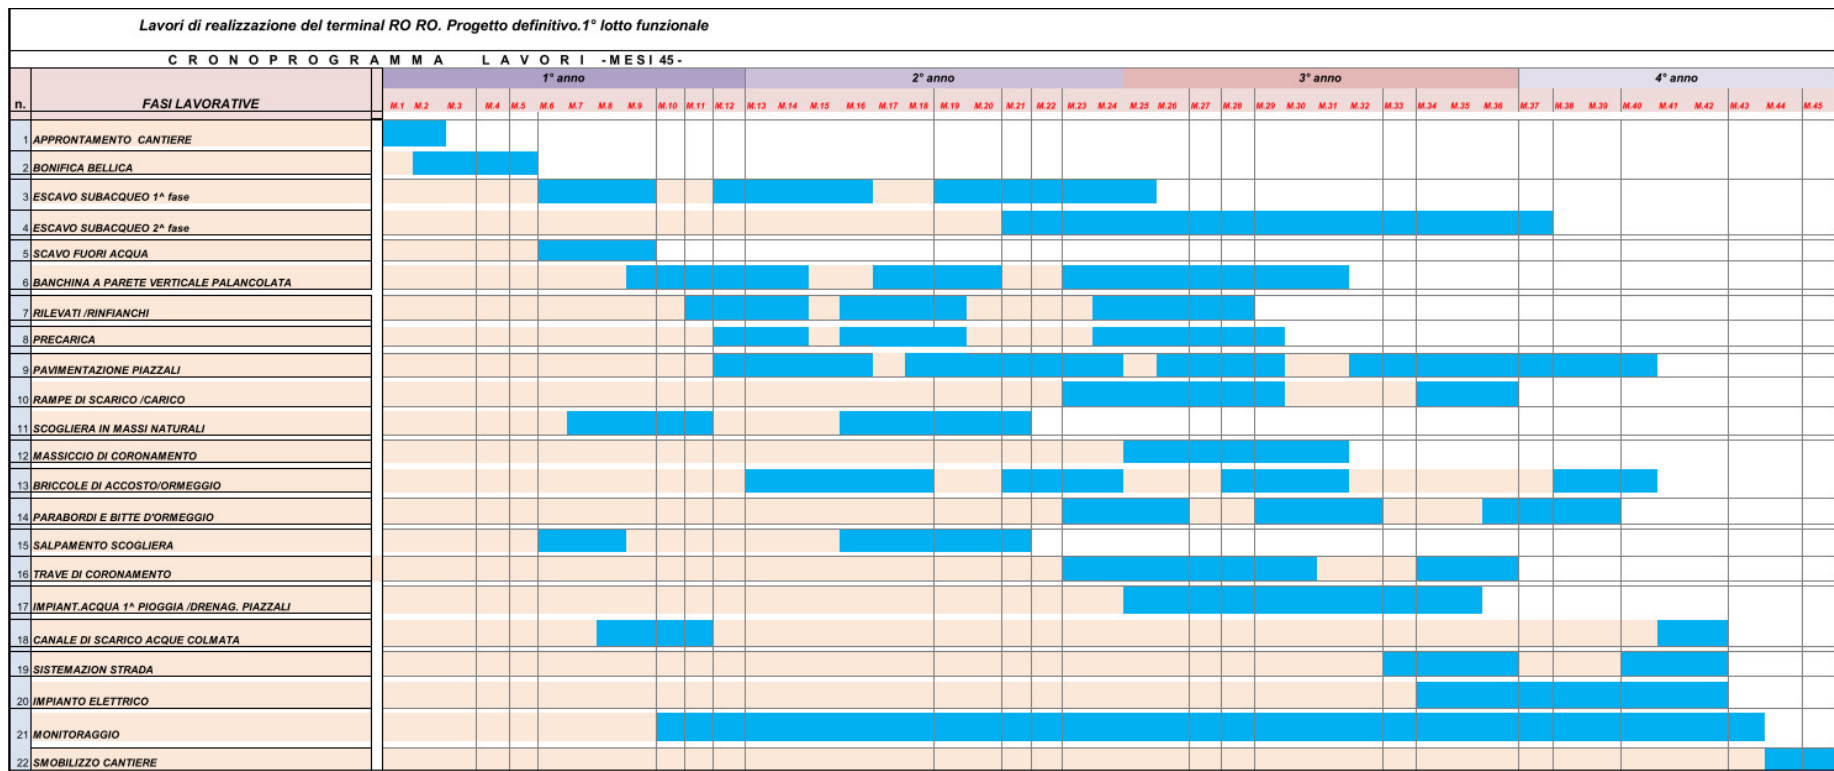 Lavori di realizzazione del terminal RO RO. Progetto definitivo.1° lotto funzionale
C R O N O P R O G R A M M A L A V O R I - M E S I 45 -
1° anno 2° anno 3° anno 4° anno
n. FASI LAVORATIVE M.1 M.2 M.3 M.4 M.5 M.6 M.7 M.8 M.9 M.10 M.11 M.12 M.13 M.14 M.15 M.16 M.17 M.18 M.19 M.20 M.21 M.22 M.23 M.24 M.25 M.26 M.27 M.28 M.29 M.30 M.31 M.32 M.33 M.34 M.35 M.36 M.37 M.38 M.39 M.40 M.41 M.42 M.43 M.44 M.45
1 APPRONTAMENTO CANTIERE
2 BONIFICA BELLICA
3 ESCAVO SUBACQUEO 1^ fase
4 ESCAVO SUBACQUEO 2^ fase
5 SCAVO FUORI ACQUA
6 BANCHINA A PARETE VERTICALE PALANCOLATA
7 RILEVATI /RINFIANCHI
8 PRECARICA
9 PAVIMENTAZIONE PIAZZALI
10 RAMPE DI SCARICO /CARICO
11 SCOGLIERA IN MASSI NATURALI
12 MASSICCIO DI CORONAMENTO
13 BRICCOLE DI ACCOSTO/ORMEGGIO
14 PARABORDI E BITTE D'ORMEGGIO
15 SALPAMENTO SCOGLIERA
16 TRAVE DI CORONAMENTO
17 IMPIANT.ACQUA 1^ PIOGGIA /DRENAG. PIAZZALI
18 CANALE DI SCARICO ACQUE COLMATA
19 SISTEMAZION STRADA
20 IMPIANTO ELETTRICO
21 MONITORAGGIO
22 SMOBILIZZO CANTIERE